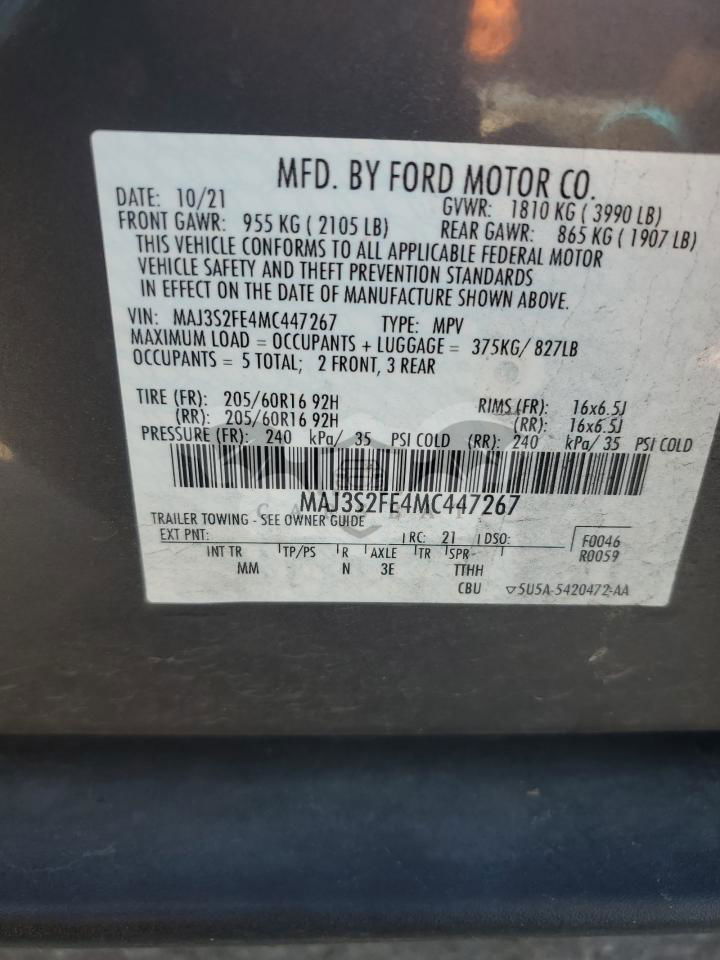 MFD. BY FORD MOTOR CO.
DATE: 10/21 GVWR: 1810 KG ( 3990 LB)
FRONT GAWR: 955 KG ( 2105 LB) REAR GAWR: 865 KG ( 1907 LB)
THIS VEHICLE CONFORMS TO ALL APPLICABLE FEDERAL MOTOR
VEHICLE SAFETY AND THEFT PREVENTION STANDARDS
IN EFFECT ON THE DATE OF MANUFACTURE SHOWN ABOVE.
VIN: MAJ3S2FE4MC447267 TYPE: MPV
MAXIMUM LOAD = OCCUPANTS + LUGGAGE = 375KG/ 827LB
OCCUPANTS = 5 TOTAL; 2 FRONT, 3 REAR
TIRE (FR): 205/60R16 92H RIMS (FR): 16x6.5J
(RR): 205/60R16 92H (RR): 16x6.5J
PRESSURE (FR): 240 kPa/ 35 PSI COLD (RR): 240 kPa/ 35 PSI COLD
MAJ3S2FE4MC447267
TRAILER TOWING - SEE OWNER GUIDE
EXT PNT: RC: 21 DSO: F0046
INT TR TP/PS R AXLE TR SPR R0059
MM N 3E TTHH
CBU ▽5U5A-5420472-AA